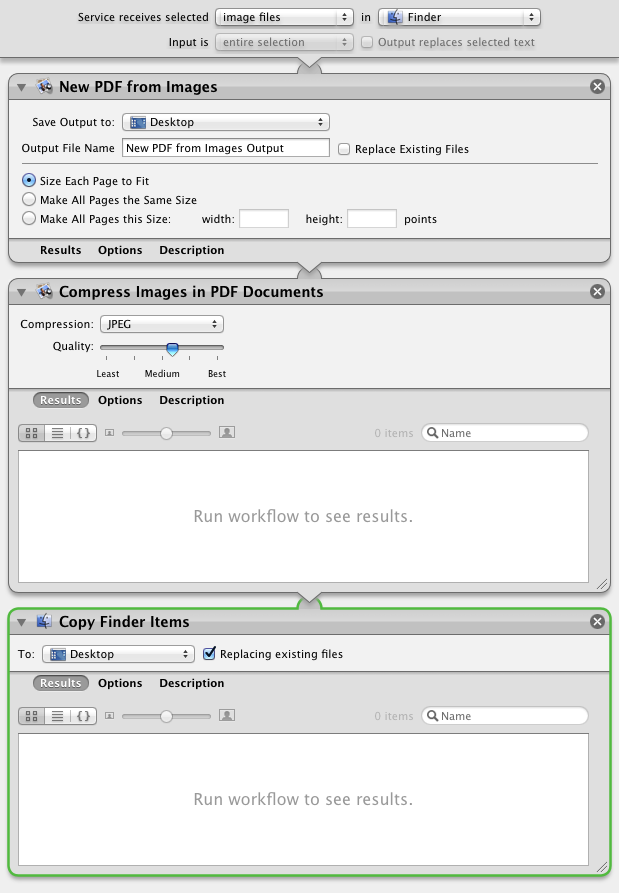 Service receives selected image files in Finder
Input is entire selection Output replaces selected text
New PDF from Images
Save Output to: Desktop
Output File Name New PDF from Images Output Replace Existing Files
Size Each Page to Fit
Make All Pages the Same Size
Make All Pages this Size: width: height: points
Results Options Description
Compress Images in PDF Documents
Compression: JPEG
Quality:
Least Medium Best
Results Options Description
0 items Name
Run workflow to see results.
Copy Finder Items
To: Desktop Replacing existing files
Results Options Description
0 items Name
Run workflow to see results.